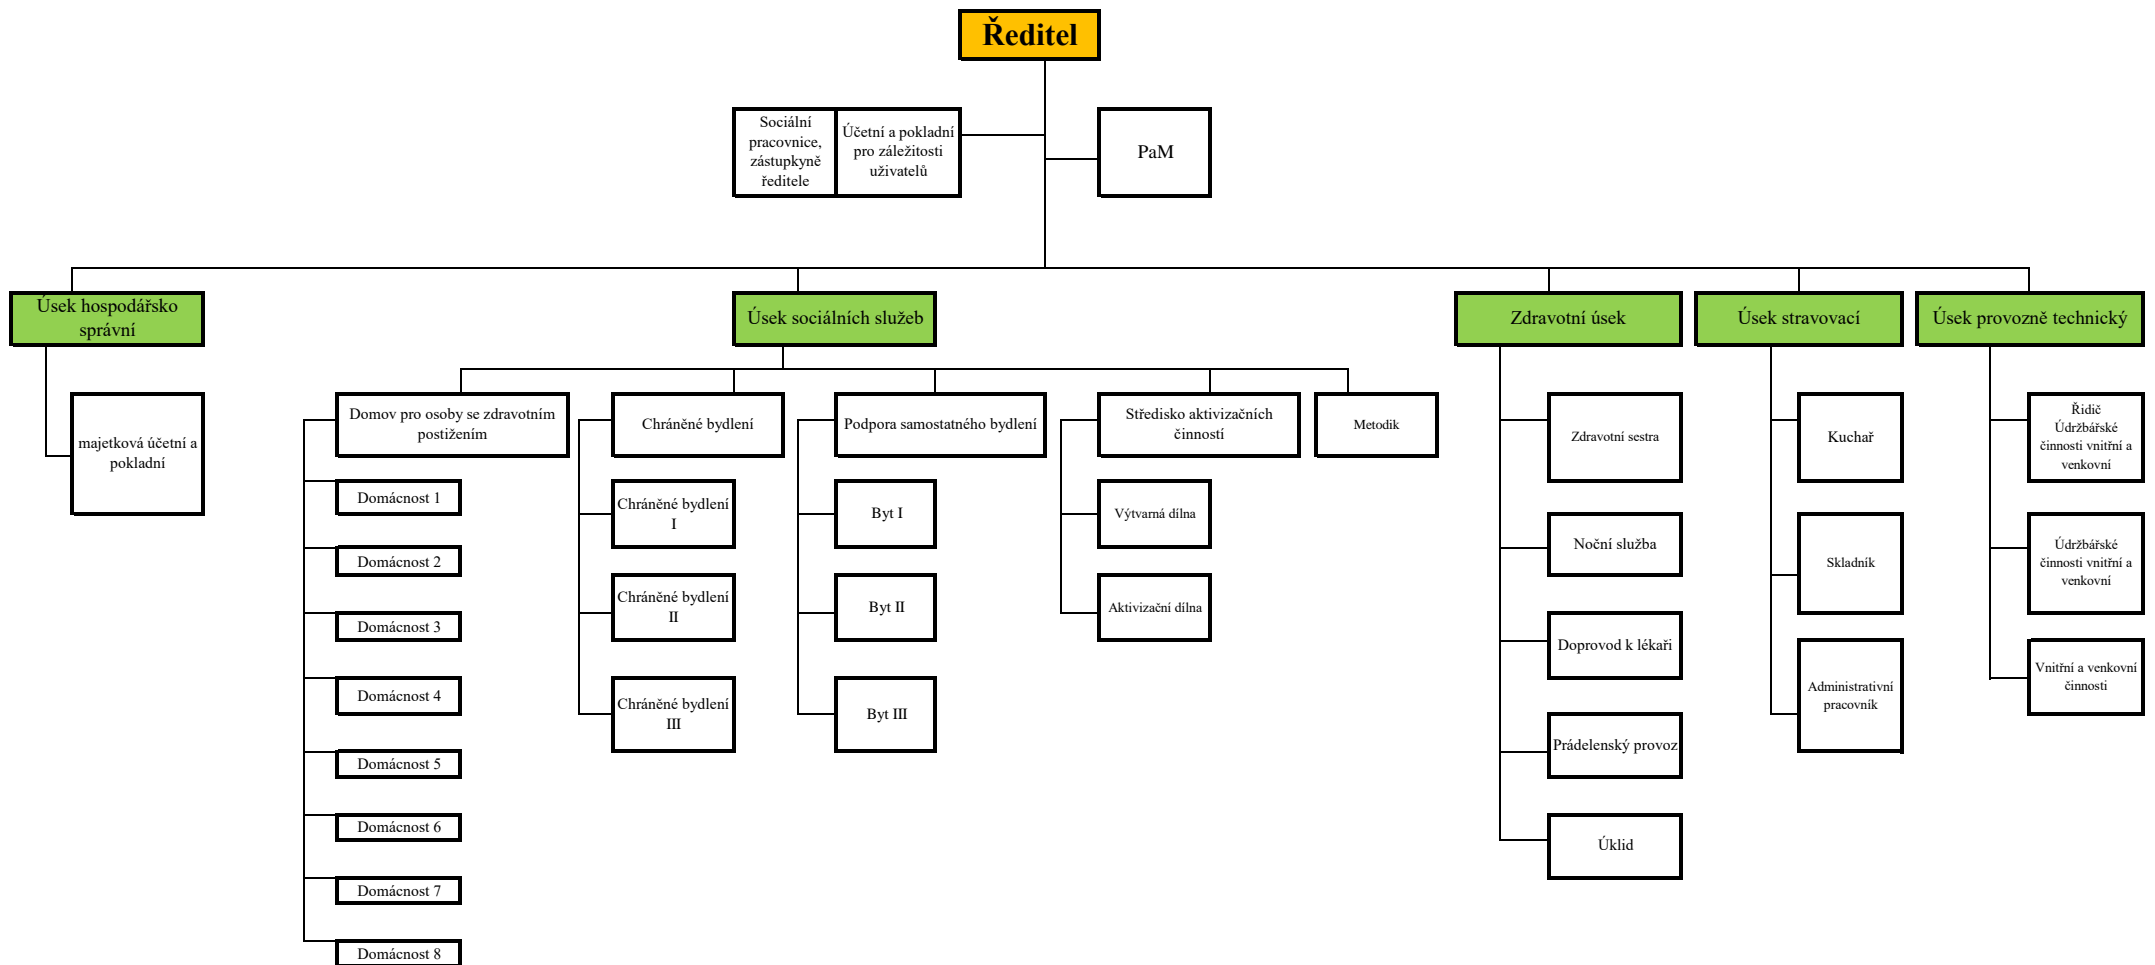 Ředitel
Sociální
pracovnice,
zástupkyně
ředitele
Účetní a pokladní
pro záležitosti
uživatelů
PaM
Úsek hospodářsko
správní
Úsek sociálních služeb
Zdravotní úsek
Úsek stravovací
Úsek provozně technický
majetková účetní a
pokladní
Domov pro osoby se zdravotním
postižením
Domácnost 1
Domácnost 2
Domácnost 3
Domácnost 4
Domácnost 5
Domácnost 6
Domácnost 7
Domácnost 8
Chráněné bydlení
Chráněné bydlení
I
Chráněné bydlení
II
Chráněné bydlení
III
Podpora samostatného bydlení
Byt I
Byt II
Byt III
Středisko aktivizačních
činností
Výtvarná dílna
Aktivizační dílna
Metodik
Zdravotní sestra
Noční služba
Doprovod k lékaři
Prádelenský provoz
Úklid
Kuchař
Skladník
Administrativní
pracovník
Řidič
Údržbářské
činnosti vnitřní a
venkovní
Údržbářské
činnosti vnitřní a
venkovní
Vnitřní a venkovní
činnosti